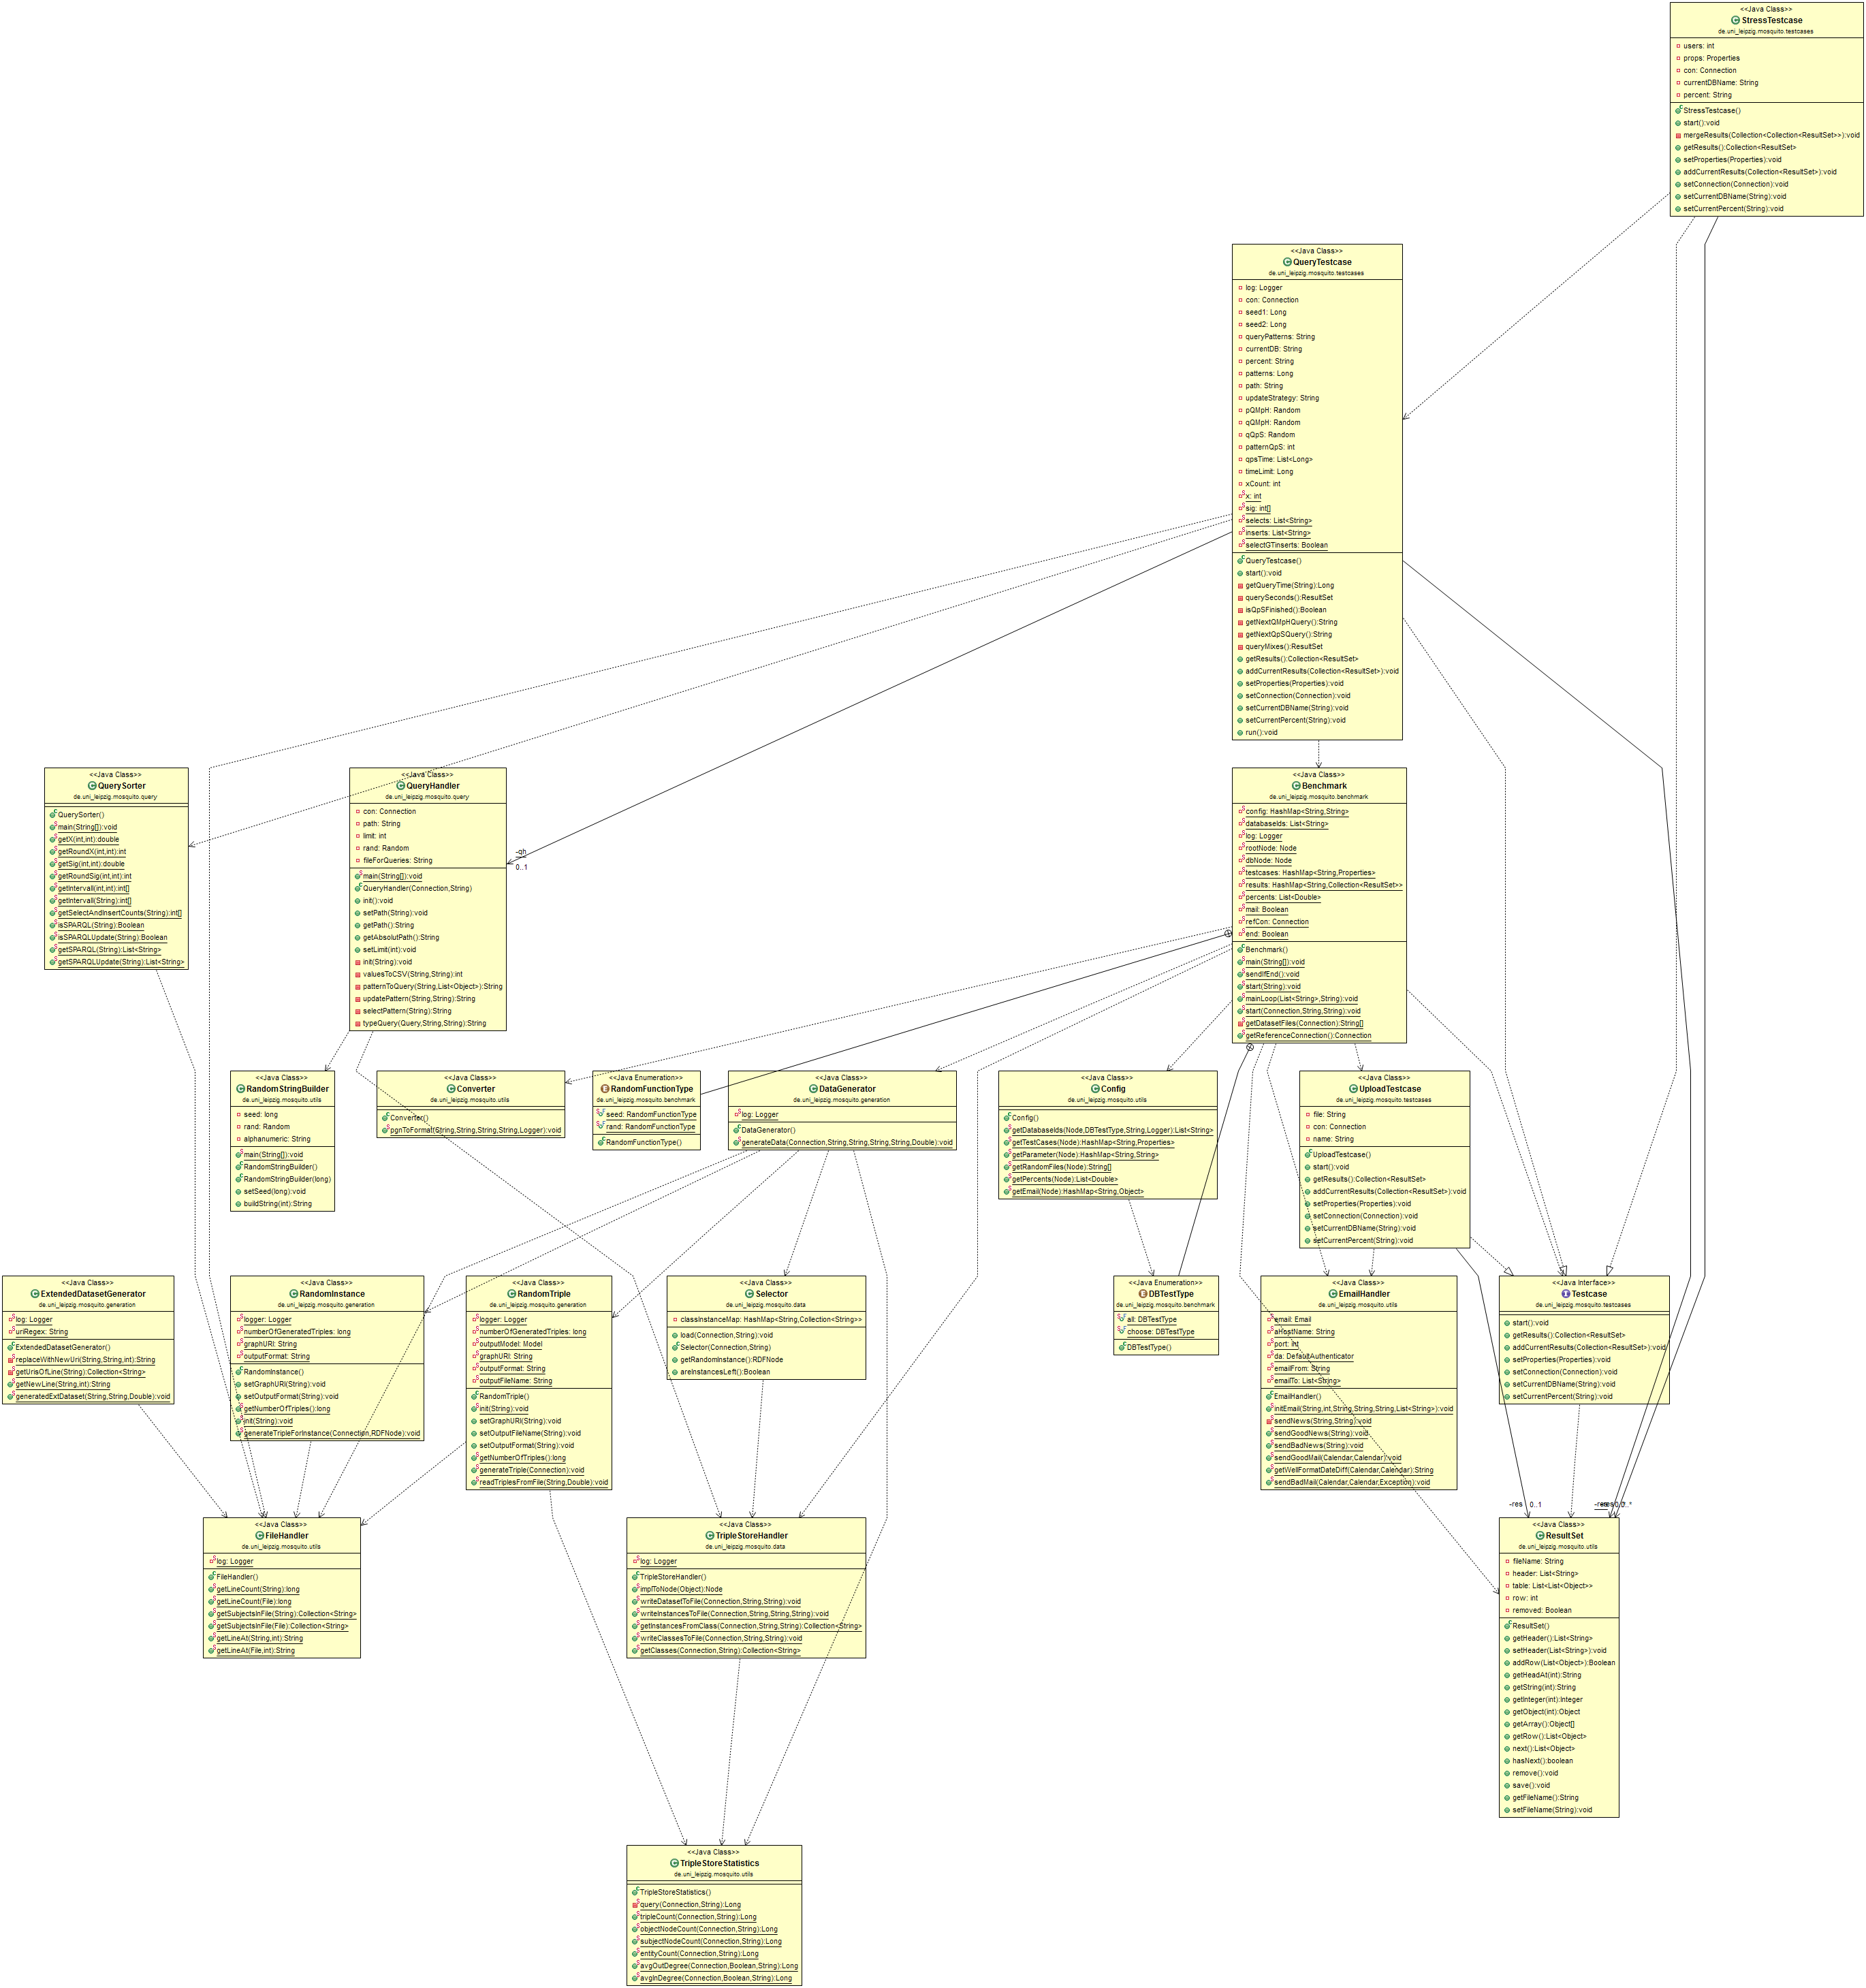 <<Java Class>>
StressTestcase
de.uni_leipzig.mosquito.testcases
users: int
props: Properties
con: Connection
currentDBName: String
percent: String
StressTestcase()
start():void
mergeResults(Collection<Collection<ResultSet>>):void
getResults():Collection<ResultSet>
setProperties(Properties):void
addCurrentResults(Collection<ResultSet>):void
setConnection(Connection):void
setCurrentDBName(String):void
setCurrentPercent(String):void
<<Java Class>>
QueryTestcase
de.uni_leipzig.mosquito.testcases
log: Logger
con: Connection
seed1: Long
seed2: Long
queryPatterns: String
currentDB: String
percent: String
patterns: Long
path: String
updateStrategy: String
pQMpH: Random
qQMpH: Random
qQpS: Random
patternQpS: int
qpsTime: List<Long>
timeLimit: Long
xCount: int
x: int
sig: int[]
selects: List<String>
inserts: List<String>
selectGTinserts: Boolean
QueryTestcase()
start():void
getQueryTime(String):Long
querySeconds():ResultSet
isQpSFinished():Boolean
getNextQMpHQuery():String
getNextQpSQuery():String
queryMixes():ResultSet
getResults():Collection<ResultSet>
addCurrentResults(Collection<ResultSet>):void
setProperties(Properties):void
setConnection(Connection):void
setCurrentDBName(String):void
setCurrentPercent(String):void
run():void
<<Java Class>>
QuerySorter
de.uni_leipzig.mosquito.query
QuerySorter()
main(String[]):void
getX(int,int):double
getRoundX(int,int):int
getSig(int,int):double
getRoundSig(int,int):int
getIntervall(int,int):int[]
getIntervall(String):int[]
getSelectAndInsertCounts(String):int[]
isSPARQL(String):Boolean
isSPARQLUpdate(String):Boolean
getSPARQL(String):List<String>
getSPARQLUpdate(String):List<String>
<<Java Class>>
QueryHandler
de.uni_leipzig.mosquito.query
con: Connection
path: String
limit: int
rand: Random
fileForQueries: String
main(String[]):void
QueryHandler(Connection,String)
init():void
setPath(String):void
getPath():String
getAbsolutPath():String
setLimit(int):void
init(String):void
valuesToCSV(String,String):int
patternToQuery(String,List<Object>):String
updatePattern(String,String):String
selectPattern(String):String
typeQuery(Query,String,String):String
-qh
0..1
<<Java Class>>
Benchmark
de.uni_leipzig.mosquito.benchmark
config: HashMap<String,String>
databaseIds: List<String>
log: Logger
rootNode: Node
dbNode: Node
testcases: HashMap<String,Properties>
results: HashMap<String,Collection<ResultSet>>
percents: List<Double>
mail: Boolean
refCon: Connection
end: Boolean
Benchmark()
main(String[]):void
sendIfEnd():void
start(String):void
mainLoop(List<String>,String):void
start(Connection,String,String):void
getDatasetFiles(Connection):String[]
getReferenceConnection():Connection
<<Java Class>>
RandomStringBuilder
de.uni_leipzig.mosquito.utils
seed: long
rand: Random
alphanumeric: String
main(String[]):void
RandomStringBuilder()
RandomStringBuilder(long)
setSeed(long):void
buildString(int):String
<<Java Class>>
Converter
de.uni_leipzig.mosquito.utils
Converter()
pgnToFormat(String,String,String,String,Logger):void
<<Java Enumeration>>
RandomFunctionType
de.uni_leipzig.mosquito.benchmark
seed: RandomFunctionType
rand: RandomFunctionType
RandomFunctionType()
<<Java Class>>
DataGenerator
de.uni_leipzig.mosquito.generation
log: Logger
DataGenerator()
generateData(Connection,String,String,String,String,Double):void
<<Java Class>>
Config
de.uni_leipzig.mosquito.utils
Config()
getDatabaseIds(Node,DBTestType,String,Logger):List<String>
getTestCases(Node):HashMap<String,Properties>
getParameter(Node):HashMap<String,String>
getRandomFiles(Node):String[]
getPercents(Node):List<Double>
getEmail(Node):HashMap<String,Object>
<<Java Class>>
UploadTestcase
de.uni_leipzig.mosquito.testcases
file: String
con: Connection
name: String
UploadTestcase()
start():void
getResults():Collection<ResultSet>
addCurrentResults(Collection<ResultSet>):void
setProperties(Properties):void
setConnection(Connection):void
setCurrentDBName(String):void
setCurrentPercent(String):void
<<Java Class>>
ExtendedDatasetGenerator
de.uni_leipzig.mosquito.generation
log: Logger
uriRegex: String
ExtendedDatasetGenerator()
replaceWithNewUri(String,String,int):String
getUrisOfLine(String):Collection<String>
getNewLine(String,int):String
generatedExtDataset(String,String,Double):void
<<Java Class>>
RandomInstance
de.uni_leipzig.mosquito.generation
logger: Logger
numberOfGeneratedTriples: long
graphURI: String
outputFormat: String
RandomInstance()
setGraphURI(String):void
setOutputFormat(String):void
getNumberOfTriples():long
init(String):void
generateTripleForInstance(Connection,RDFNode):void
<<Java Class>>
RandomTriple
de.uni_leipzig.mosquito.generation
logger: Logger
numberOfGeneratedTriples: long
outputModel: Model
graphURI: String
outputFormat: String
outputFileName: String
RandomTriple()
init(String):void
setGraphURI(String):void
setOutputFileName(String):void
setOutputFormat(String):void
getNumberOfTriples():long
generateTriple(Connection):void
readTriplesFromFile(String,Double):void
<<Java Class>>
Selector
de.uni_leipzig.mosquito.data
classInstanceMap: HashMap<String,Collection<String>>
load(Connection,String):void
Selector(Connection,String)
getRandomInstance():RDFNode
areInstancesLeft():Boolean
<<Java Enumeration>>
DBTestType
de.uni_leipzig.mosquito.benchmark
all: DBTestType
choose: DBTestType
DBTestType()
<<Java Class>>
EmailHandler
de.uni_leipzig.mosquito.utils
email: Email
aHostName: String
port: int
da: DefaultAuthenticator
emailFrom: String
emailTo: List<String>
EmailHandler()
initEmail(String,int,String,String,String,List<String>):void
sendNews(String,String):void
sendGoodNews(String):void
sendBadNews(String):void
sendGoodMail(Calendar,Calendar):void
getWellFormatDateDiff(Calendar,Calendar):String
sendBadMail(Calendar,Calendar,Exception):void
<<Java Interface>>
Testcase
de.uni_leipzig.mosquito.testcases
start():void
getResults():Collection<ResultSet>
addCurrentResults(Collection<ResultSet>):void
setProperties(Properties):void
setConnection(Connection):void
setCurrentDBName(String):void
setCurrentPercent(String):void
-res 0..1
-res 0..*
<<Java Class>>
FileHandler
de.uni_leipzig.mosquito.utils
log: Logger
FileHandler()
getLineCount(String):long
getLineCount(File):long
getSubjectsInFile(String):Collection<String>
getSubjectsInFile(File):Collection<String>
getLineAt(String,int):String
getLineAt(File,int):String
<<Java Class>>
TripleStoreHandler
de.uni_leipzig.mosquito.data
log: Logger
TripleStoreHandler()
implToNode(Object):Node
writeDatasetToFile(Connection,String,String):void
writeInstancesToFile(Connection,String,String,String):void
getInstancesFromClass(Connection,String,String):Collection<String>
writeClassesToFile(Connection,String,String):void
getClasses(Connection,String):Collection<String>
<<Java Class>>
ResultSet
de.uni_leipzig.mosquito.utils
fileName: String
header: List<String>
table: List<List<Object>>
row: int
removed: Boolean
ResultSet()
getHeader():List<String>
setHeader(List<String>):void
addRow(List<Object>):Boolean
getHeadAt(int):String
getString(int):String
getInteger(int):Integer
getObject(int):Object
getArray():Object[]
getRow():List<Object>
next():List<Object>
hasNext():boolean
remove():void
save():void
getFileName():String
setFileName(String):void
<<Java Class>>
TripleStoreStatistics
de.uni_leipzig.mosquito.utils
TripleStoreStatistics()
query(Connection,String):Long
tripleCount(Connection,String):Long
objectNodeCount(Connection,String):Long
subjectNodeCount(Connection,String):Long
entityCount(Connection,String):Long
avgOutDegree(Connection,Boolean,String):Long
avgInDegree(Connection,Boolean,String):Long